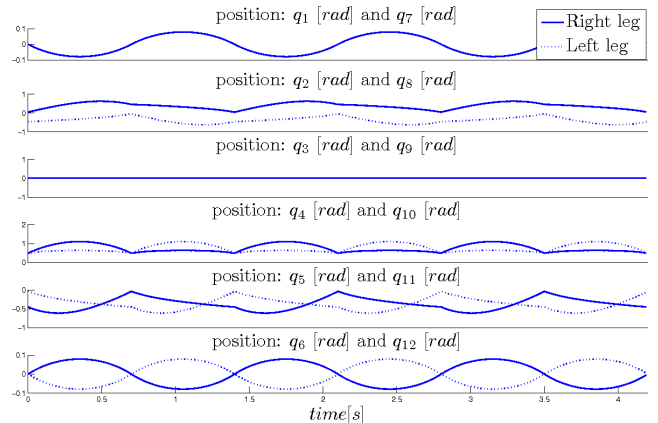 position: q1 [rad] and q7 [rad]
Right leg
Left leg
0.1
0
−0.1
position: q2 [rad] and q8 [rad]
1
0
−1
position: q3 [rad] and q9 [rad]
1
0
−1
position: q4 [rad] and q10 [rad]
2
1
0
position: q5 [rad] and q11 [rad]
0
−0.5
−1
position: q6 [rad] and q12 [rad]
0.1
0
−0.1
0 0.5 1 1.5 2 2.5 3 3.5 4
time[s]